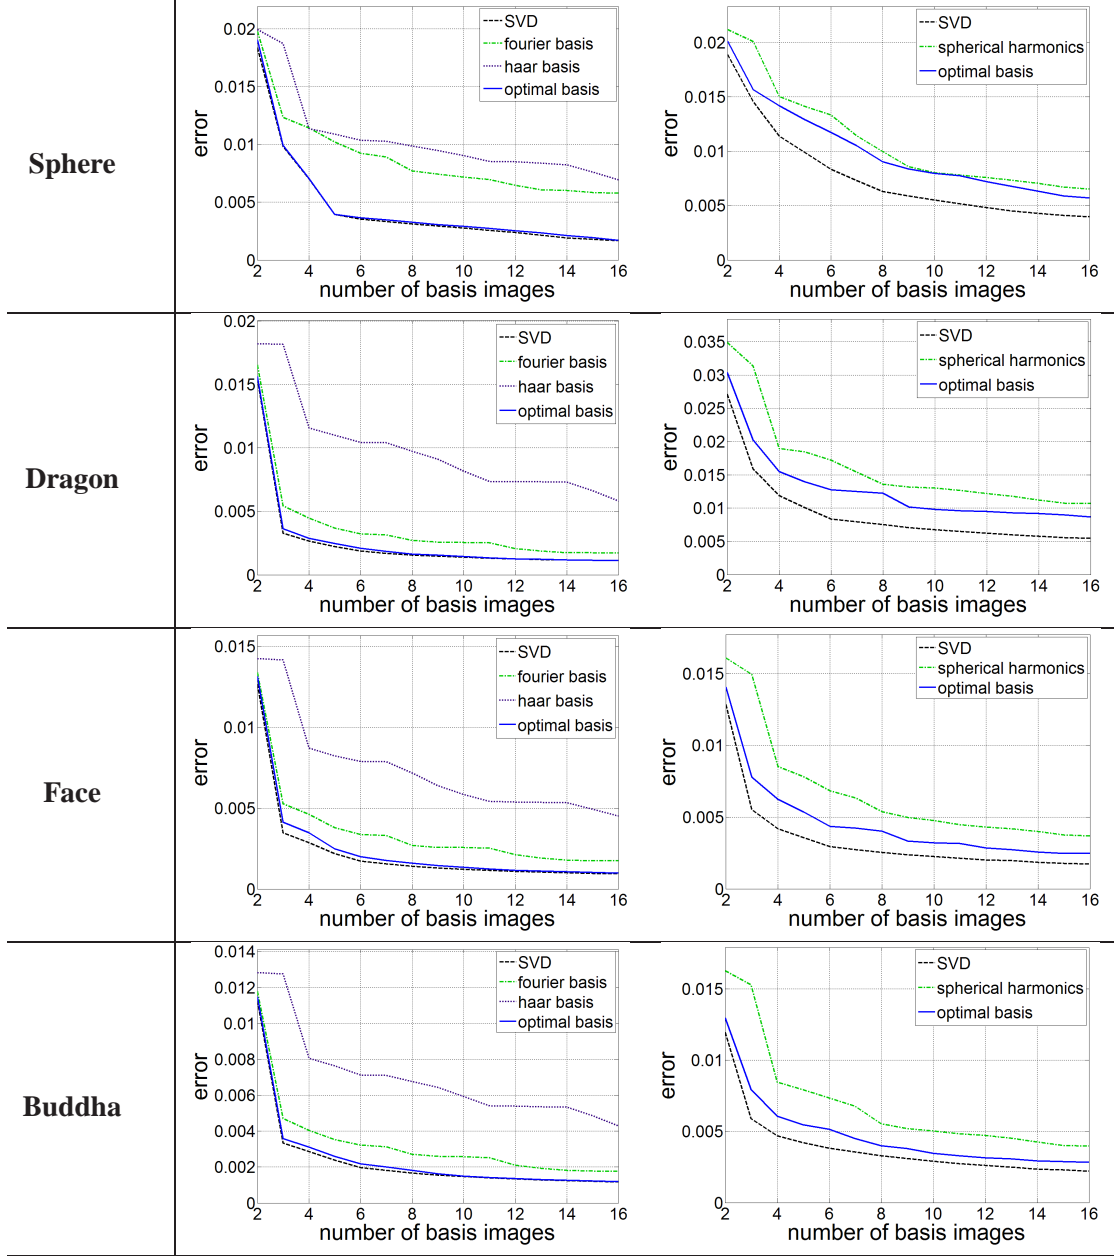 Sphere
0.02
0.015
0.01
0.005
0
error
2 4 6 8 10 12 14 16
number of basis images
SVD
fourier basis
haar basis
optimal basis
0.02
0.015
0.01
0.005
0
error
2 4 6 8 10 12 14 16
number of basis images
SVD
spherical harmonics
optimal basis
Dragon
0.02
0.015
0.01
0.005
0
error
2 4 6 8 10 12 14 16
number of basis images
SVD
fourier basis
haar basis
optimal basis
0.035
0.03
0.025
0.02
0.015
0.01
0.005
0
error
2 4 6 8 10 12 14 16
number of basis images
SVD
spherical harmonics
optimal basis
Face
0.015
0.01
0.005
0
error
2 4 6 8 10 12 14 16
number of basis images
SVD
fourier basis
haar basis
optimal basis
0.015
0.01
0.005
0
error
2 4 6 8 10 12 14 16
number of basis images
SVD
spherical harmonics
optimal basis
Buddha
0.014
0.012
0.01
0.008
0.006
0.004
0.002
0
error
2 4 6 8 10 12 14 16
number of basis images
SVD
fourier basis
haar basis
optimal basis
0.015
0.01
0.005
0
error
2 4 6 8 10 12 14 16
number of basis images
SVD
spherical harmonics
optimal basis